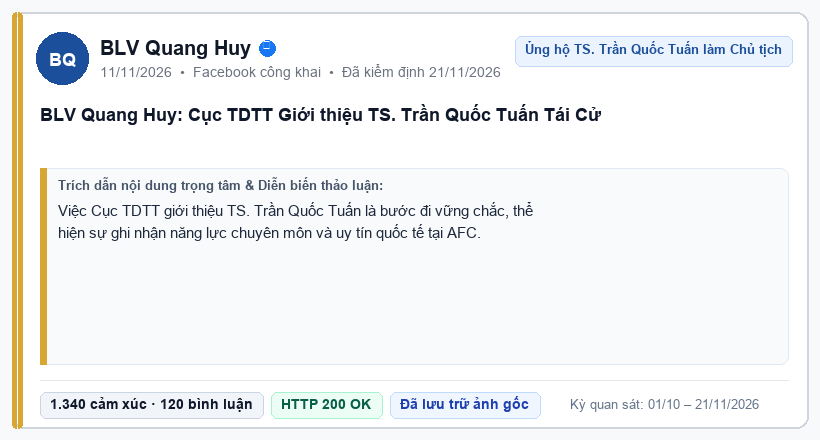 BQ
BLV Quang Huy
11/11/2026 • Facebook công khai • Đã kiểm định 21/11/2026
Ủng hộ TS. Trần Quốc Tuấn làm Chủ tịch
BLV Quang Huy: Cục TDTT Giới thiệu TS. Trần Quốc Tuấn Tái Cử
Trích dẫn nội dung trọng tâm & Diễn biến thảo luận:
Việc Cục TDTT giới thiệu TS. Trần Quốc Tuấn là bước đi vững chắc, thể
hiện sự ghi nhận năng lực chuyên môn và uy tín quốc tế tại AFC.
1.340 cảm xúc · 120 bình luận
HTTP 200 OK
Đã lưu trữ ảnh gốc
Kỳ quan sát: 01/10 – 21/11/2026